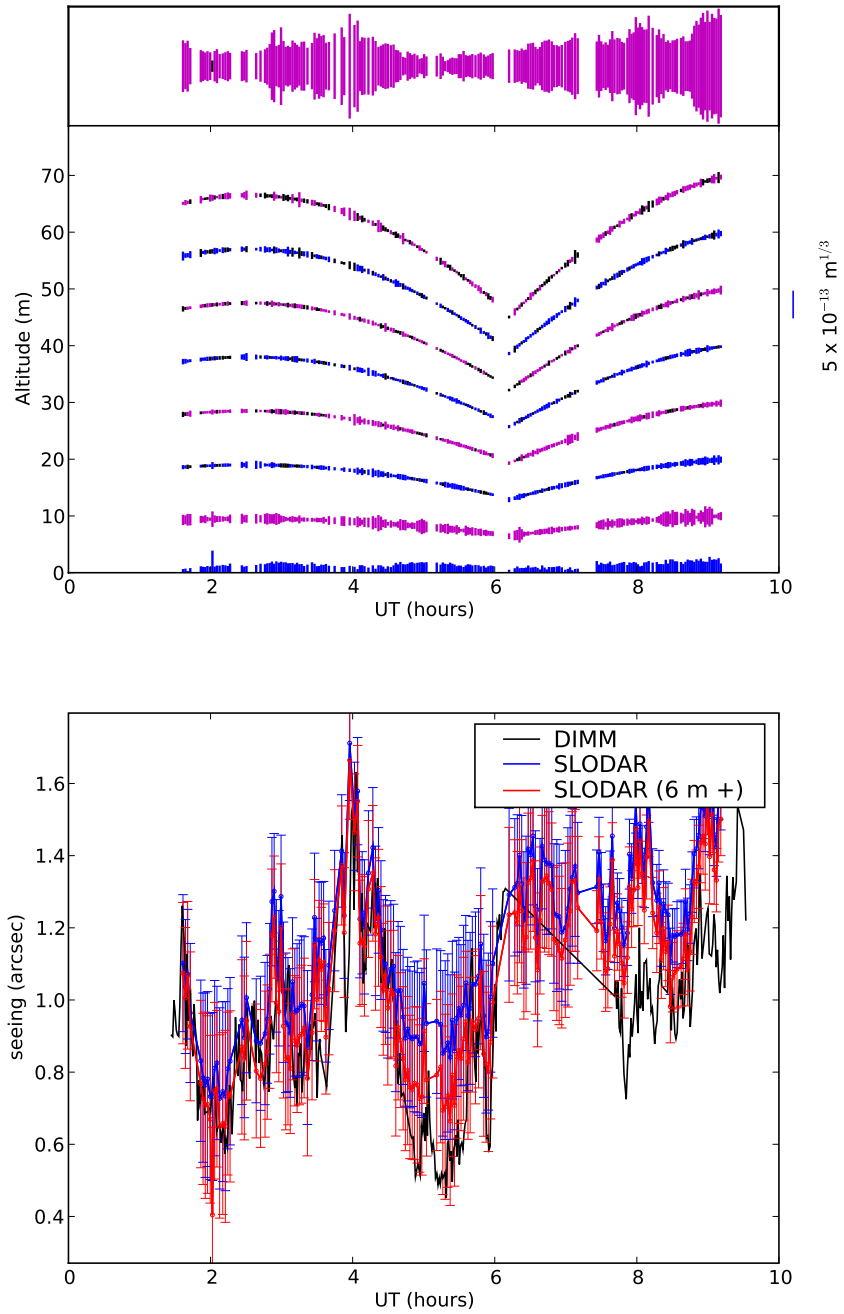 70
60
50
40
30
20
10
0
Altitude (m)
0 2 4 6 8 10
UT (hours)
5 x 10⁻¹³ m¹/³
DIMM
SLODAR
SLODAR (6 m +)
1.6
1.4
1.2
1.0
0.8
0.6
0.4
seeing (arcsec)
0 2 4 6 8 10
UT (hours)